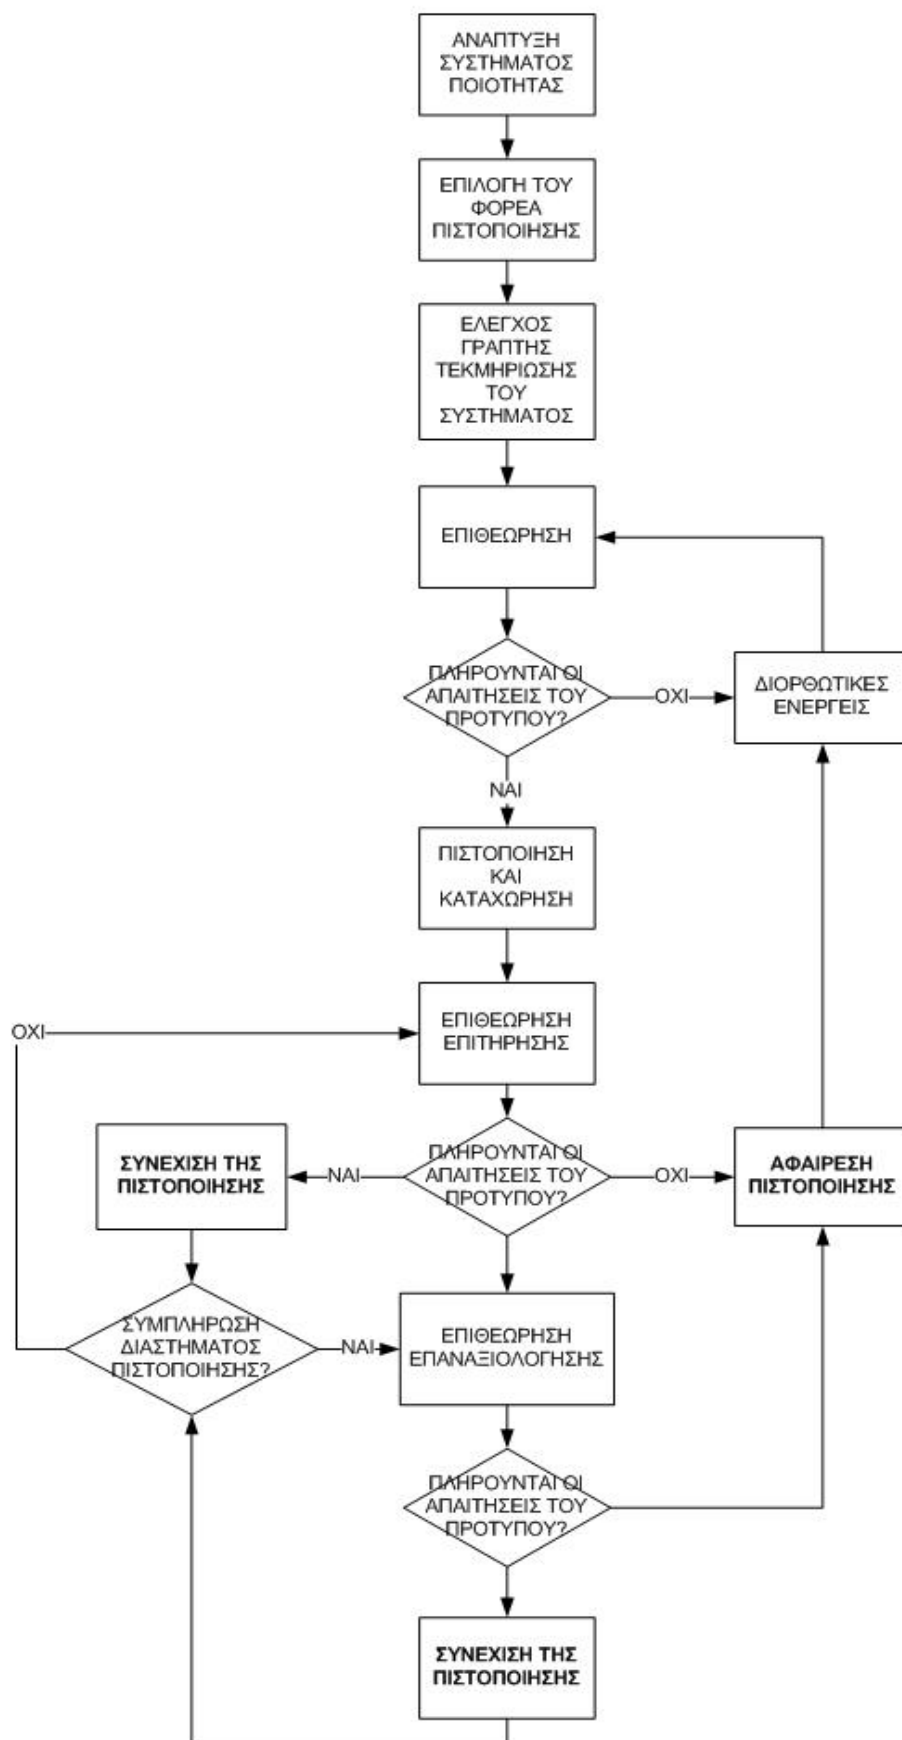 ΑΝΑΠΤΥΞΗ
ΣΥΣΤΗΜΑΤΟΣ
ΠΟΙΟΤΗΤΑΣ
ΕΠΙΛΟΓΗ ΤΟΥ
ΦΟΡΕΑ
ΠΙΣΤΟΠΟΙΗΣΗΣ
ΕΛΕΓΧΟΣ
ΓΡΑΠΤΗΣ
ΤΕΚΜΗΡΙΩΣΗΣ
ΤΟΥ
ΣΥΣΤΗΜΑΤΟΣ
ΕΠΙΘΕΩΡΗΣΗ
ΠΛΗΡΟΥΝΤΑΙ ΟΙ
ΑΠΑΙΤΗΣΕΙΣ ΤΟΥ
ΠΡΟΤΥΠΟΥ?
ΟΧΙ
ΔΙΟΡΘΩΤΙΚΕΣ
ΕΝΕΡΓΕΙΣ
ΝΑΙ
ΠΙΣΤΟΠΟΙΗΣΗ
ΚΑΙ
ΚΑΤΑΧΩΡΗΣΗ
ΟΧΙ
ΕΠΙΘΕΩΡΗΣΗ
ΕΠΙΤΗΡΗΣΗΣ
ΣΥΝΕΧΙΣΗ ΤΗΣ
ΠΙΣΤΟΠΟΙΗΣΗΣ
ΝΑΙ
ΠΛΗΡΟΥΝΤΑΙ ΟΙ
ΑΠΑΙΤΗΣΕΙΣ ΤΟΥ
ΠΡΟΤΥΠΟΥ?
ΟΧΙ
ΑΦΑΙΡΕΣΗ
ΠΙΣΤΟΠΟΙΗΣΗΣ
ΣΥΜΠΛΗΡΩΣΗ
ΔΙΑΣΤΗΜΑΤΟΣ
ΠΙΣΤΟΠΟΙΗΣΗΣ?
ΝΑΙ
ΕΠΙΘΕΩΡΗΣΗ
ΕΠΑΝΑΞΙΟΛΟΓΗΣΗΣ
ΠΛΗΡΟΥΝΤΑΙ ΟΙ
ΑΠΑΙΤΗΣΕΙΣ ΤΟΥ
ΠΡΟΤΥΠΟΥ?
ΣΥΝΕΧΙΣΗ ΤΗΣ
ΠΙΣΤΟΠΟΙΗΣΗΣ